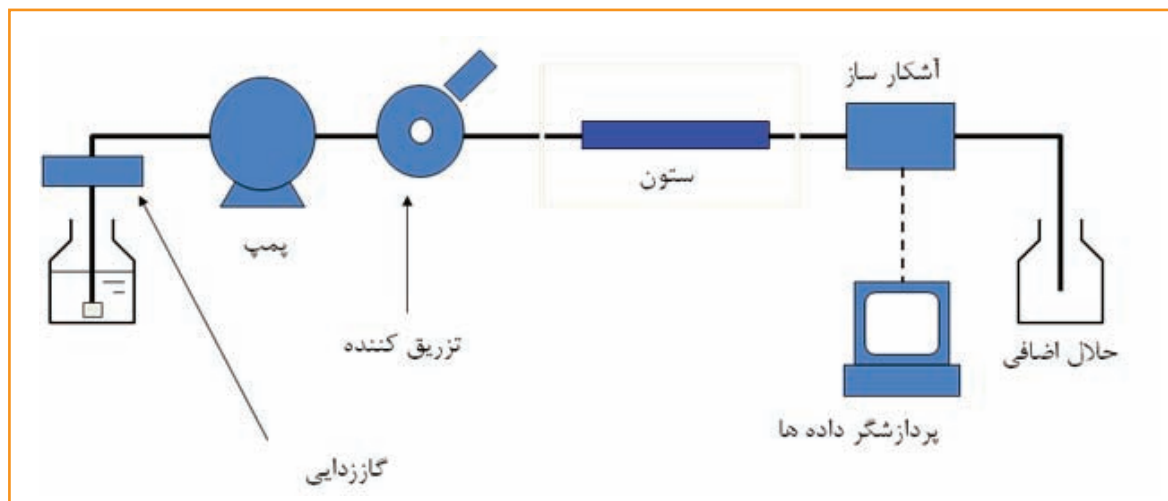 آشکار ساز
ستون
پمپ
تزریق کننده
حلال اضافی
پردازشگر داده ها
گاززدایی